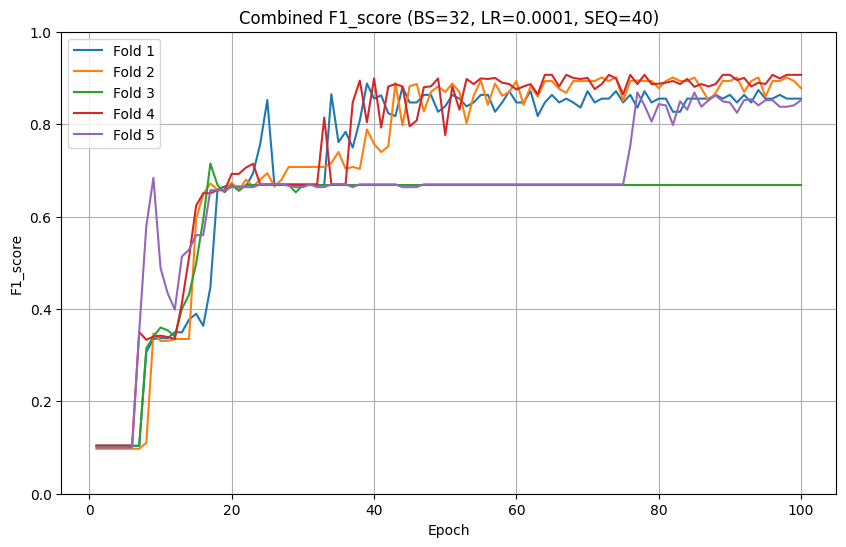 Combined F1_score (BS=32, LR=0.0001, SEQ=40)
Fold 1
Fold 2
Fold 3
Fold 4
Fold 5
F1_score
1.0
0.8
0.6
0.4
0.2
0.0
0 20 40 60 80 100
Epoch